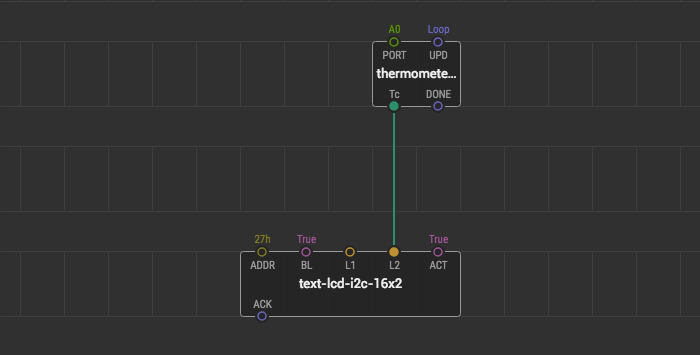 A0 Loop
PORT UPD
thermomete...
Tc DONE
27h True True
ADDR BL L1 L2 ACT
text-lcd-i2c-16x2
ACK